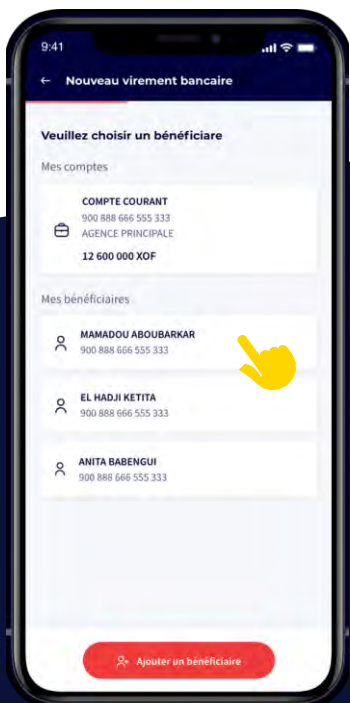 9:41
← Nouveau virement bancaire
Veuillez choisir un bénéficiare
Mes comptes
COMPTE COURANT
900 888 666 555 333
AGENCE PRINCIPALE
12 600 000 XOF
Mes bénéficiaires
MAMADOU ABOUBARKAR
900 888 666 555 333
EL HADJI KETITA
900 888 666 555 333
ANITA BABENGUI
900 888 666 555 333
Ajouter un bénéficiaire